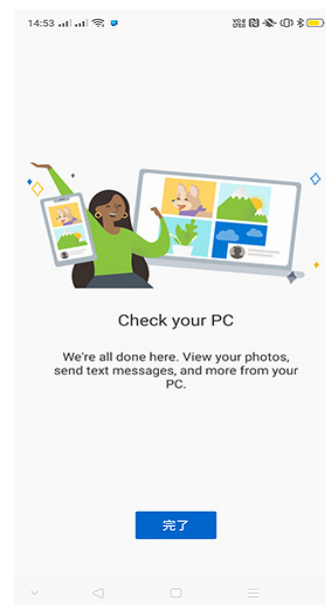 14:53
Check your PC
We're all done here. View your photos,
send text messages, and more from your
PC.
完了